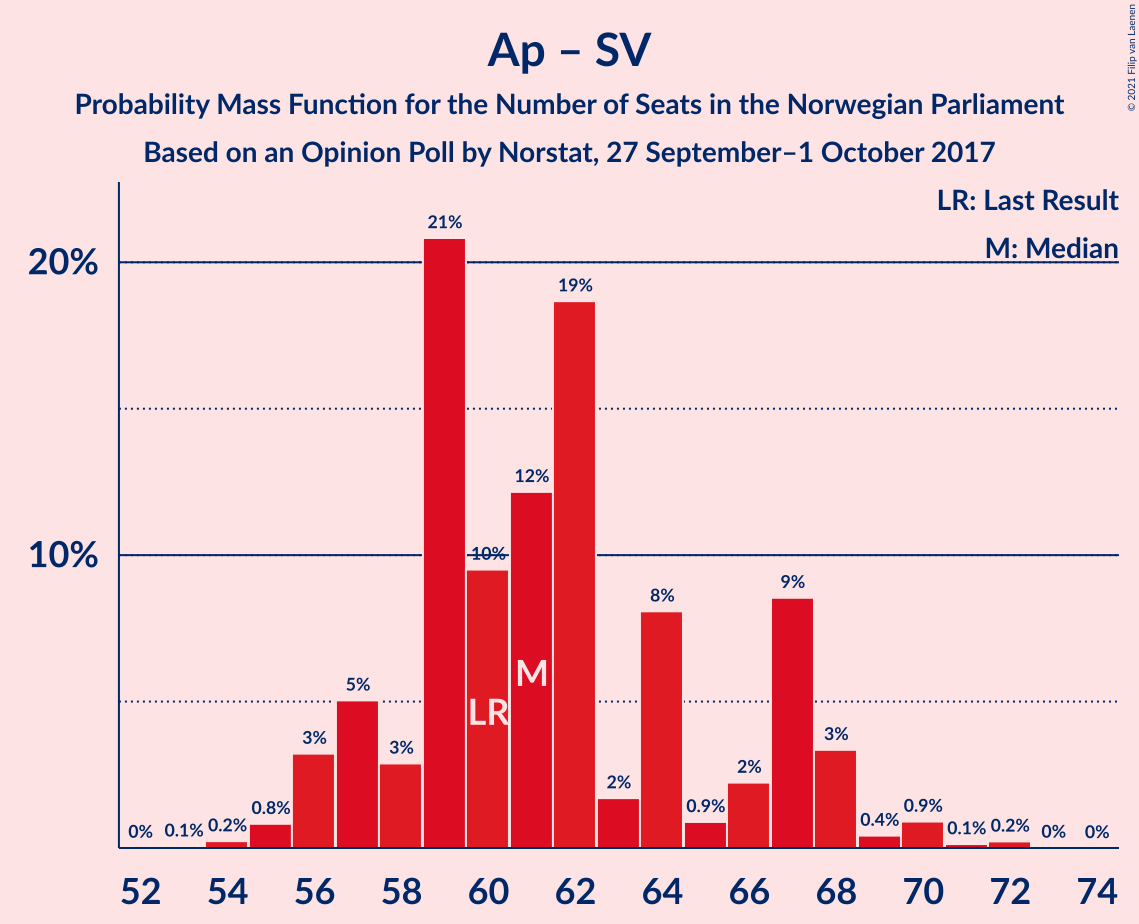 Ap – SV
Probability Mass Function for the Number of Seats in the Norwegian Parliament
Based on an Opinion Poll by Norstat, 27 September–1 October 2017
© 2021 Filip van Laenen
LR: Last Result
M: Median
20%
10%
0% 0.1% 0.2% 0.8% 3% 5% 3% 21% 10% 12% 19% 2% 8% 0.9% 2% 9% 3% 0.4% 0.9% 0.1% 0.2% 0% 0%
M
LR
52 54 56 58 60 62 64 66 68 70 72 74